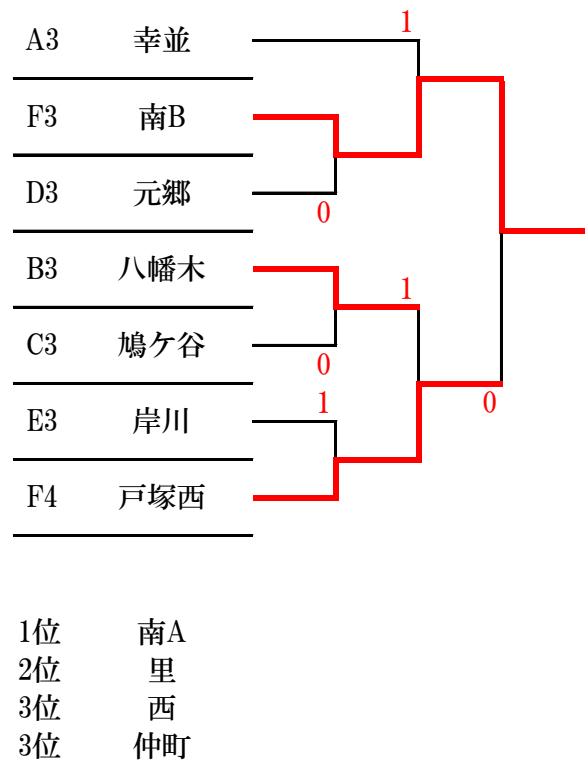 1
A3 幸並
F3 南B
D3 元郷
0
B3 八幡木
1
C3 鳩ケ谷
0
1
0
E3 岸川
F4 戸塚西
1位 南A
2位 里
3位 西
3位 仲町